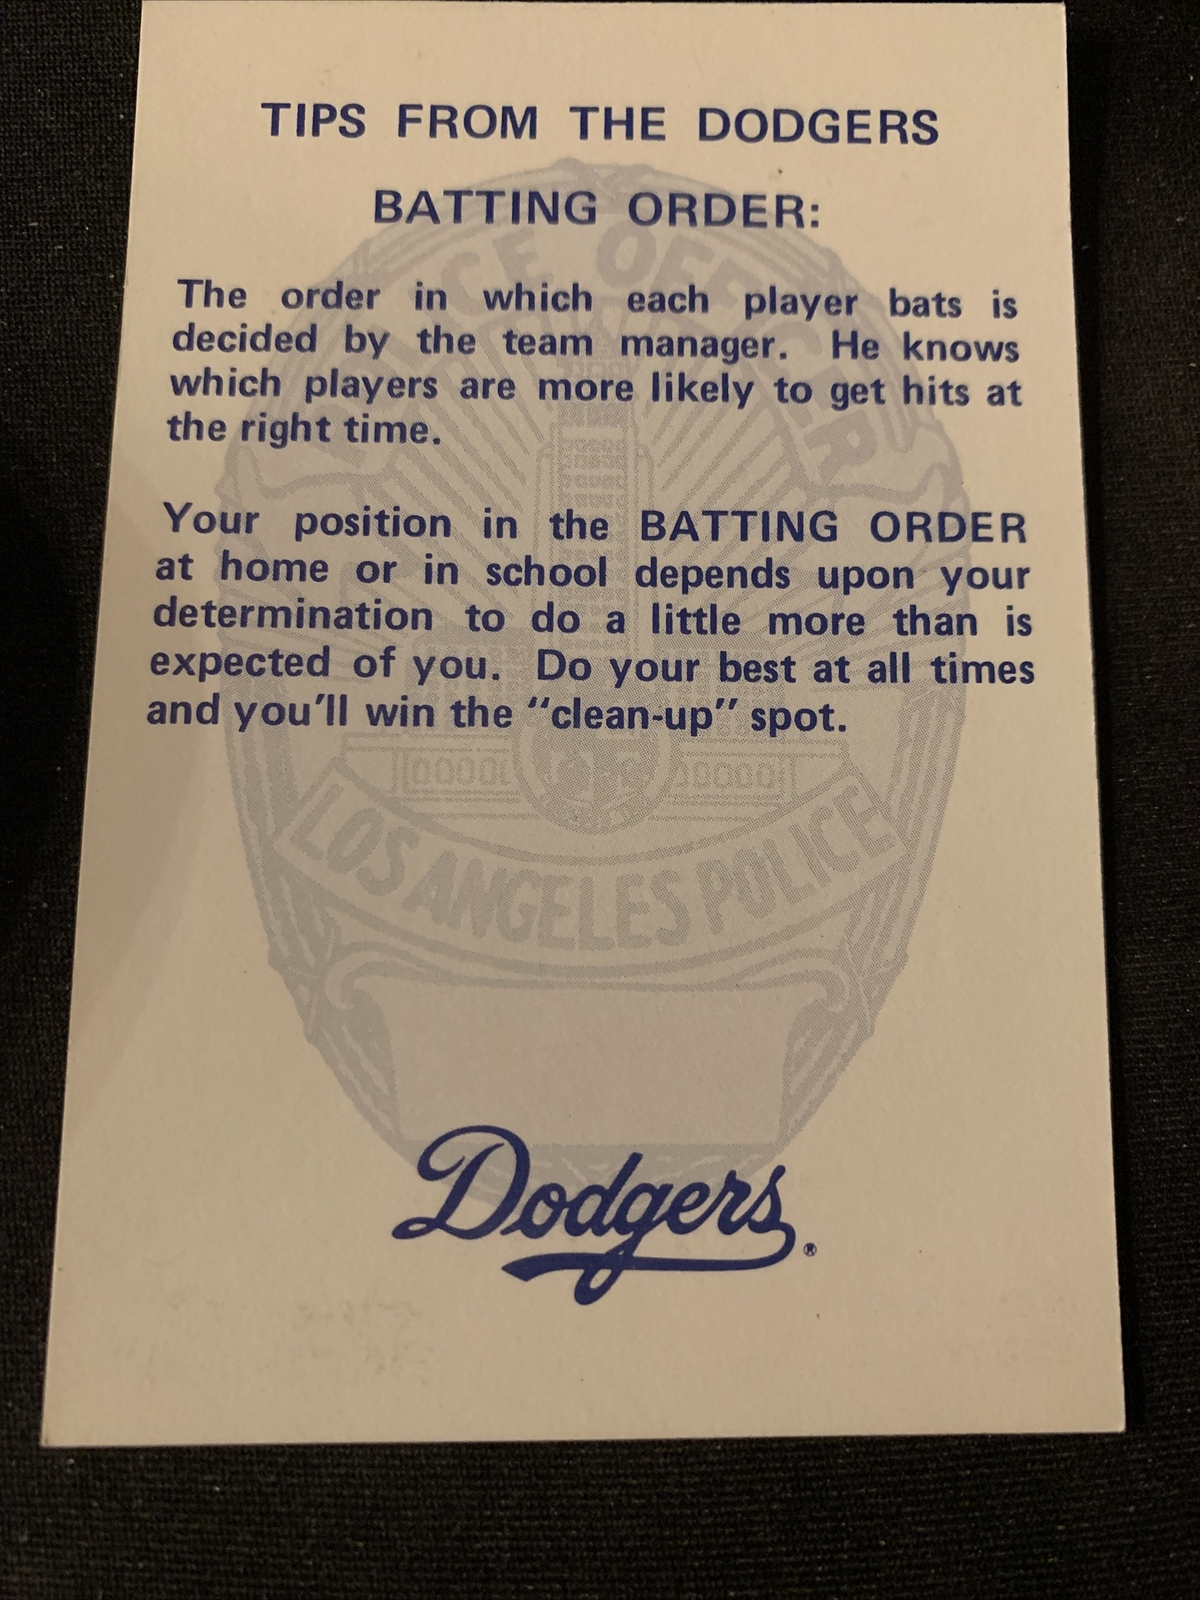 TIPS FROM THE DODGERS
BATTING ORDER:
The order in which each player bats is
decided by the team manager. He knows
which players are more likely to get hits at
the right time.
Your position in the BATTING ORDER
at home or in school depends upon your
determination to do a little more than is
expected of you. Do your best at all times
and you'll win the “clean-up” spot.
POLICE OFFICER
LOS ANGELES POLICE
Dodgers®